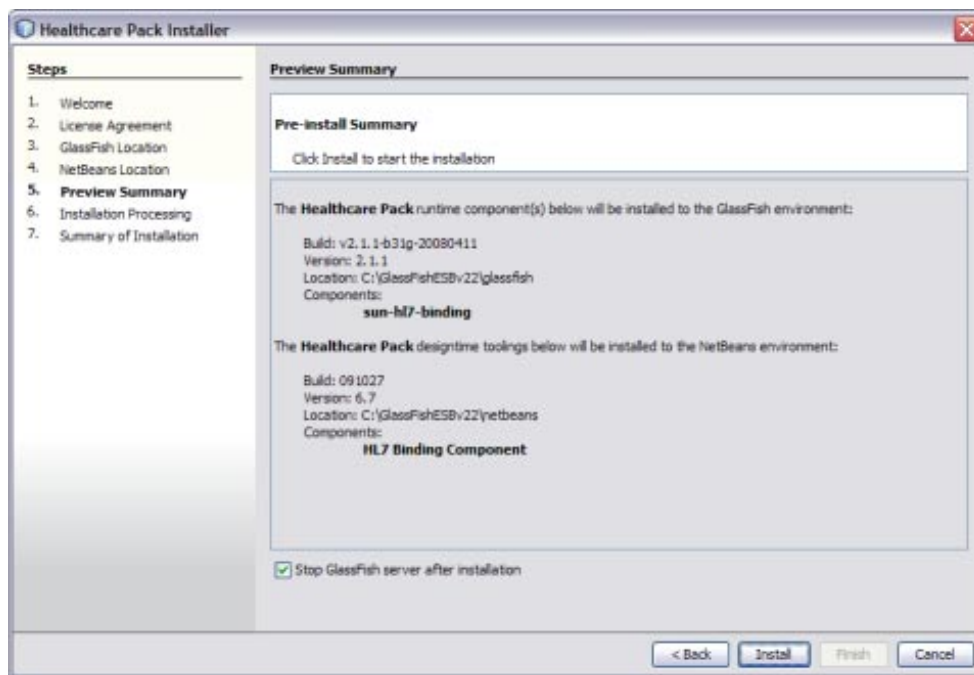 Healthcare Pack Installer
Steps
1. Welcome
2. License Agreement
3. GlassFish Location
4. NetBeans Location
5. Preview Summary
6. Installation Processing
7. Summary of Installation
Preview Summary
Pre-install Summary
Click Install to start the installation
The Healthcare Pack runtime component(s) below will be installed to the GlassFish environment:
Build: v2.1.1-b31g-20080411
Version: 2.1.1
Location: C:\GlassFishESBv22\glassfish
Components:
sun-hl7-binding
The Healthcare Pack designtime toolings below will be installed to the NetBeans environment:
Build: 091027
Version: 6.7
Location: C:\GlassFishESBv22\netbeans
Components:
HL7 Binding Component
Stop GlassFish server after installation
< Back
Install
Finish
Cancel